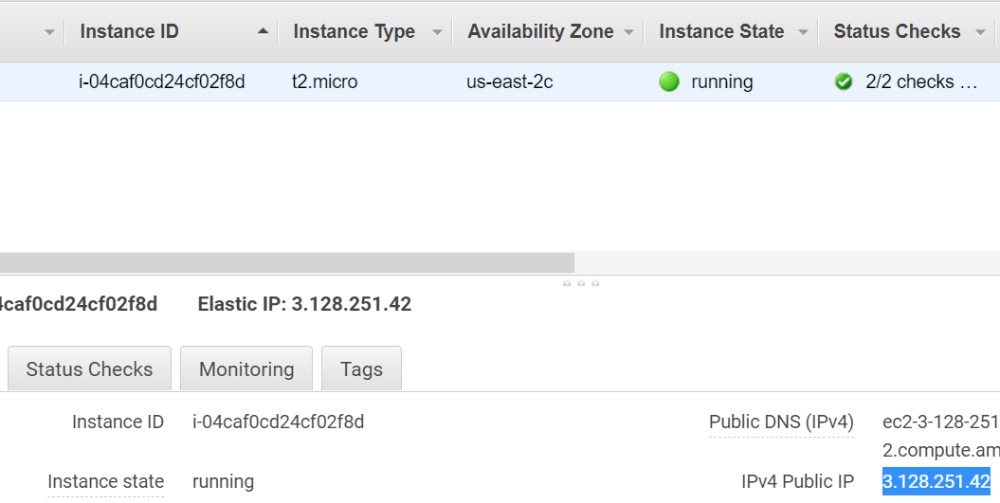 Instance ID Instance Type Availability Zone Instance State Status Checks
i-04caf0cd24cf02f8d t2.micro us-east-2c running 2/2 checks …
4caf0cd24cf02f8d Elastic IP: 3.128.251.42
Status Checks Monitoring Tags
Instance ID i-04caf0cd24cf02f8d Public DNS (IPv4) ec2-3-128-251
2.compute.am
Instance state running IPv4 Public IP 3.128.251.42